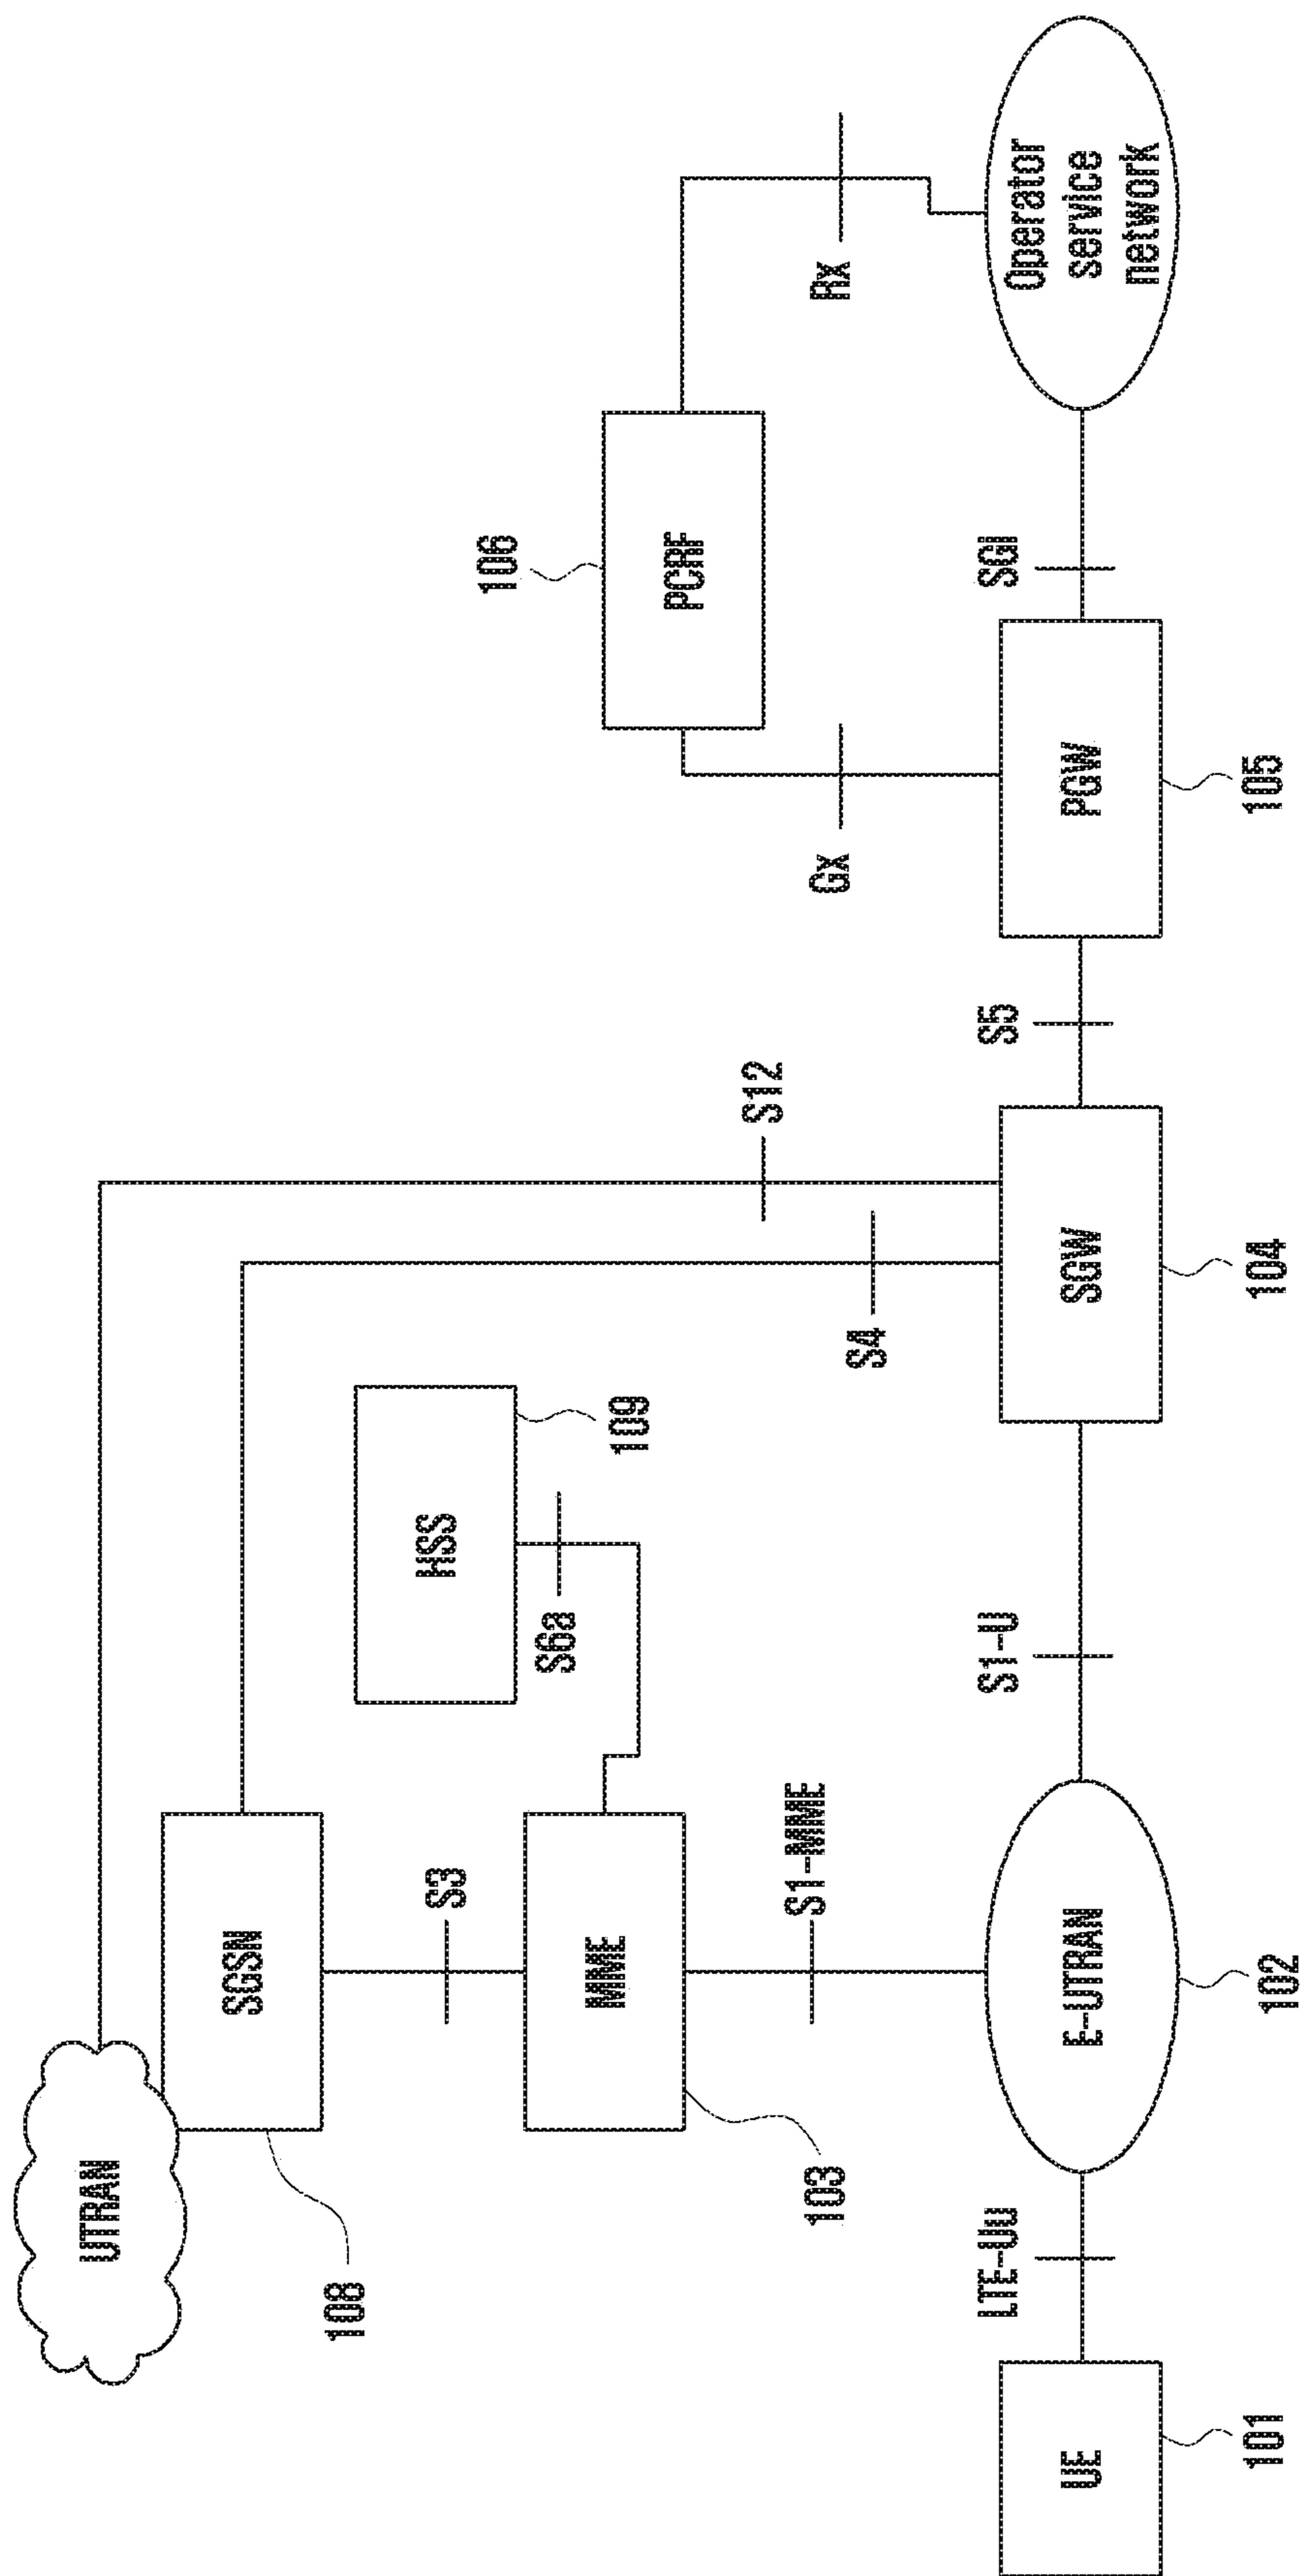 UTRAN
SGSN
108
S3
HSS
109
S6a
MME
103
S1-MME
S12
S4
PCRF
106
Gx
Rx
UE
101
LTE-Uu
E-UTRAN
102
S1-U
SGW
104
S5
PGW
105
SGi
Operator
service
network